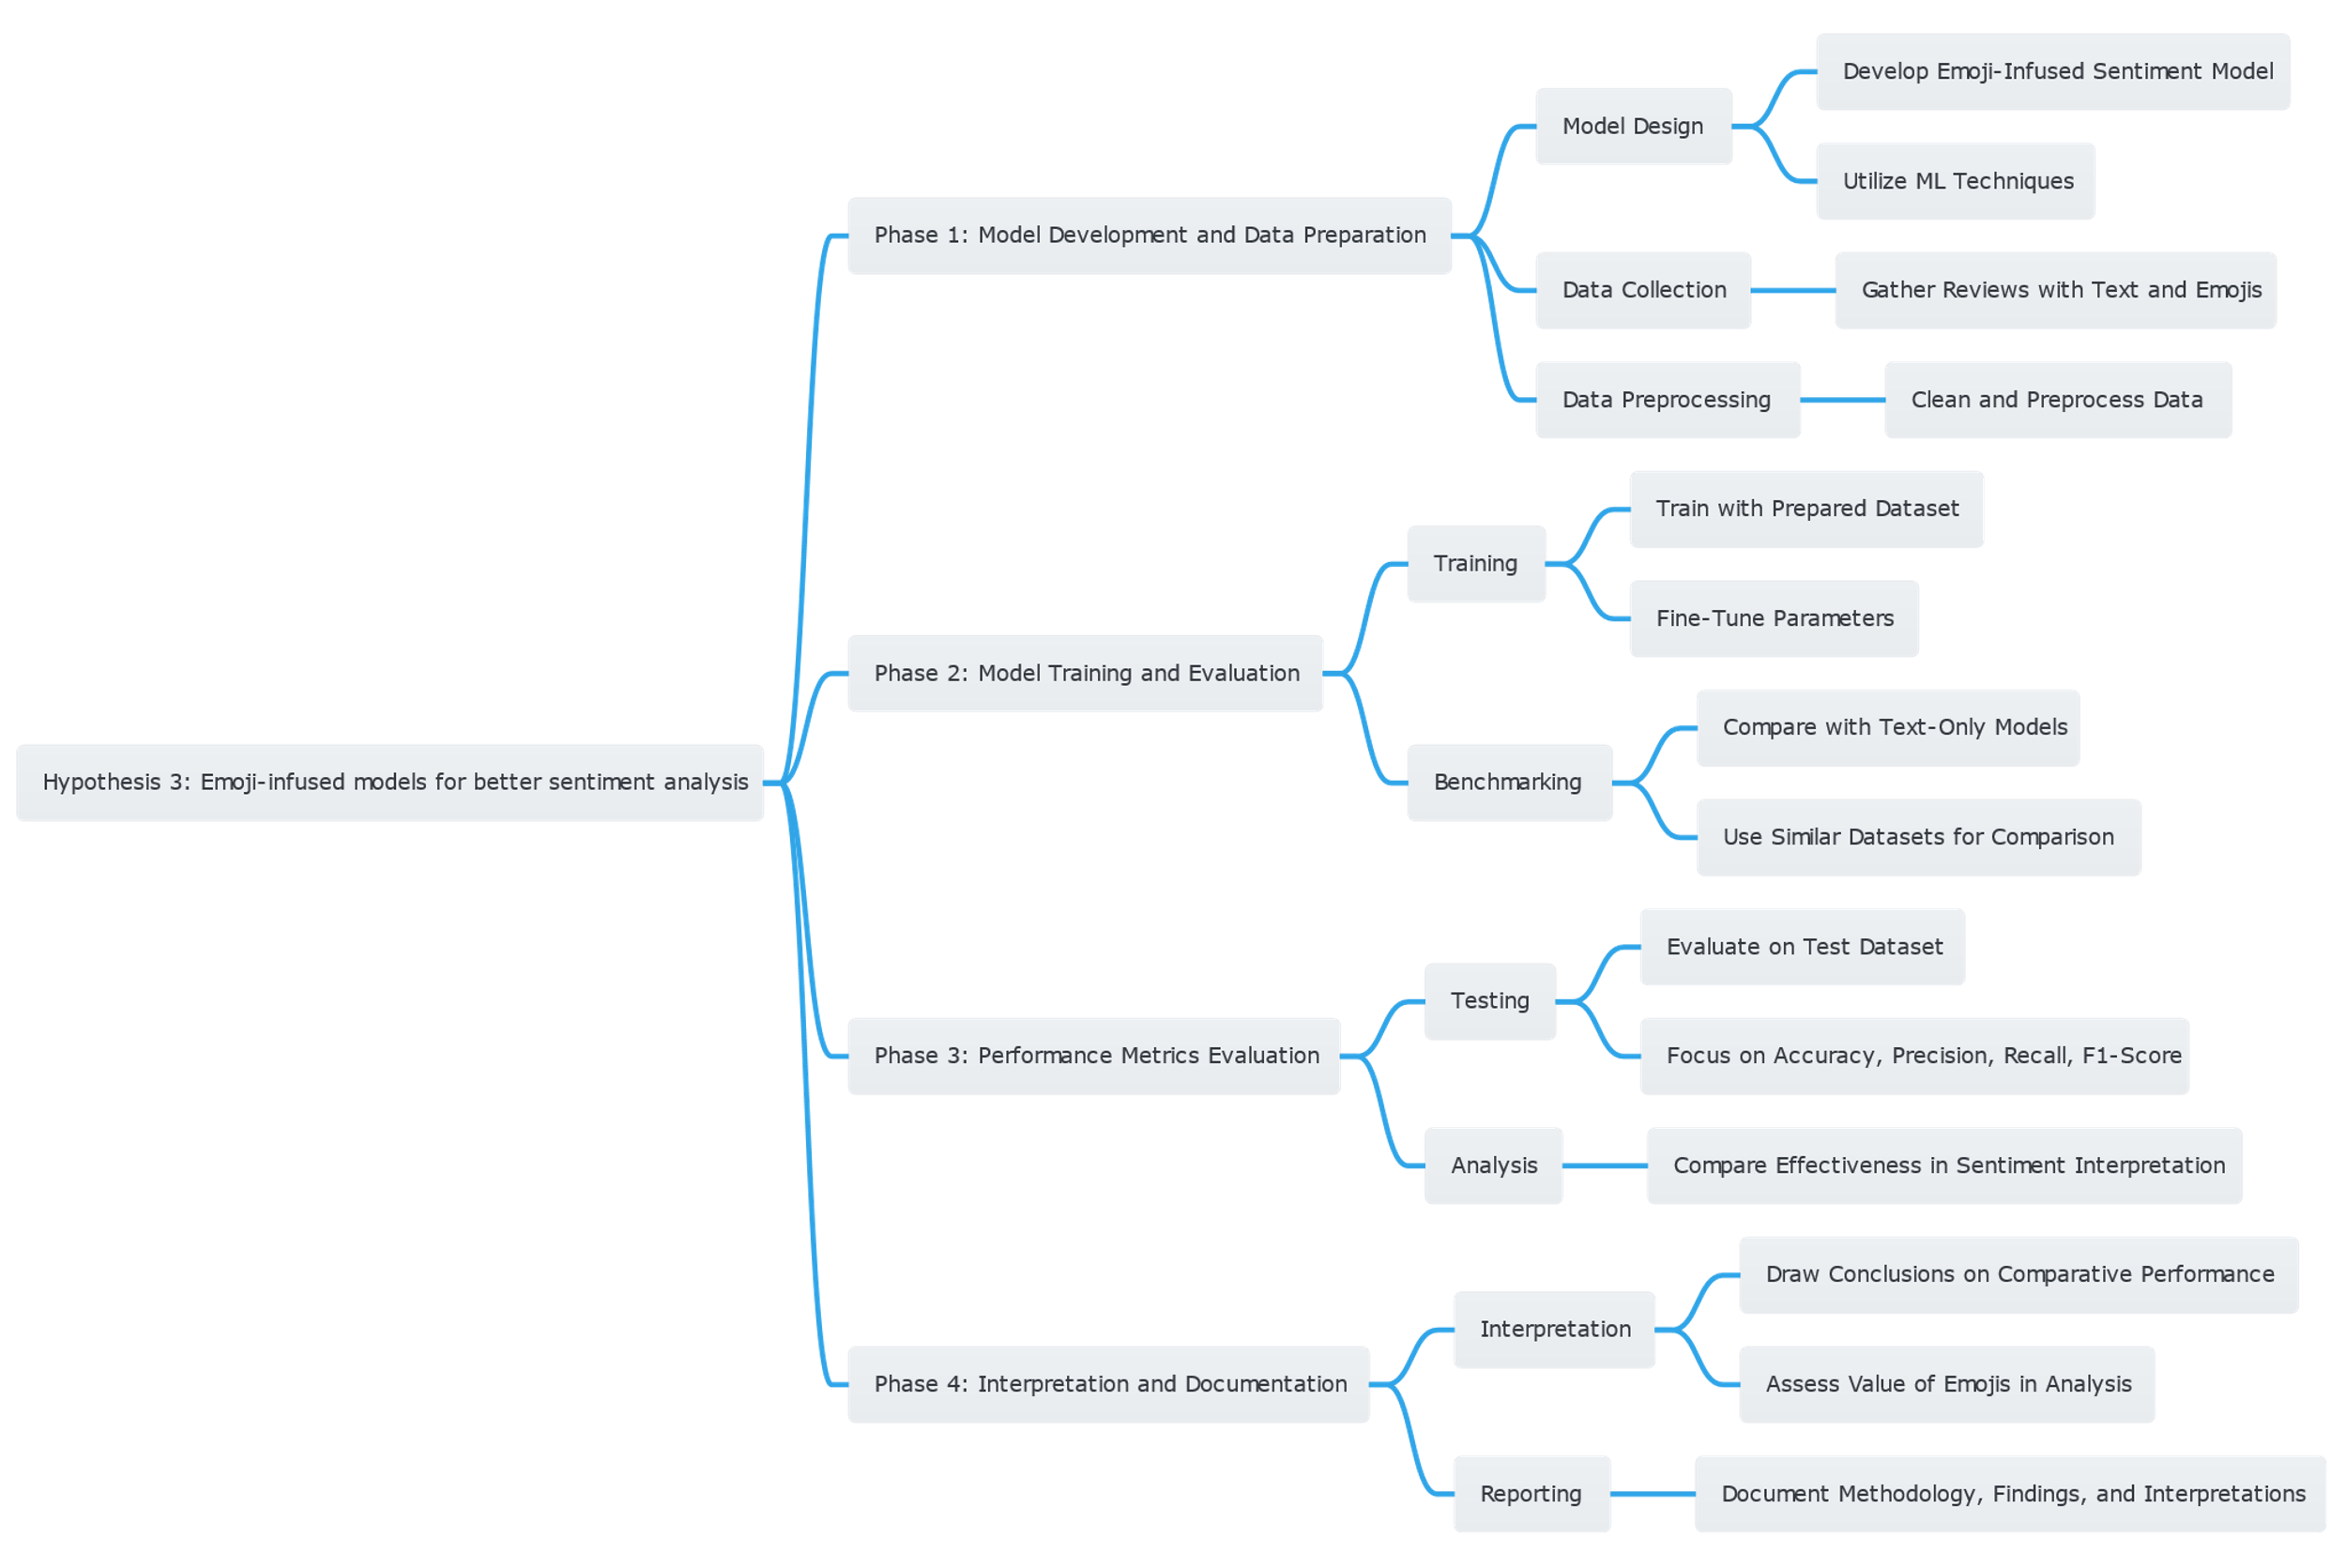 Hypothesis 3: Emoji-infused models for better sentiment analysis
Phase 1: Model Development and Data Preparation
Model Design
Develop Emoji-Infused Sentiment Model
Utilize ML Techniques
Data Collection
Gather Reviews with Text and Emojis
Data Preprocessing
Clean and Preprocess Data
Phase 2: Model Training and Evaluation
Training
Train with Prepared Dataset
Fine-Tune Parameters
Benchmarking
Compare with Text-Only Models
Use Similar Datasets for Comparison
Phase 3: Performance Metrics Evaluation
Testing
Evaluate on Test Dataset
Focus on Accuracy, Precision, Recall, F1-Score
Analysis
Compare Effectiveness in Sentiment Interpretation
Phase 4: Interpretation and Documentation
Interpretation
Draw Conclusions on Comparative Performance
Assess Value of Emojis in Analysis
Reporting
Document Methodology, Findings, and Interpretations